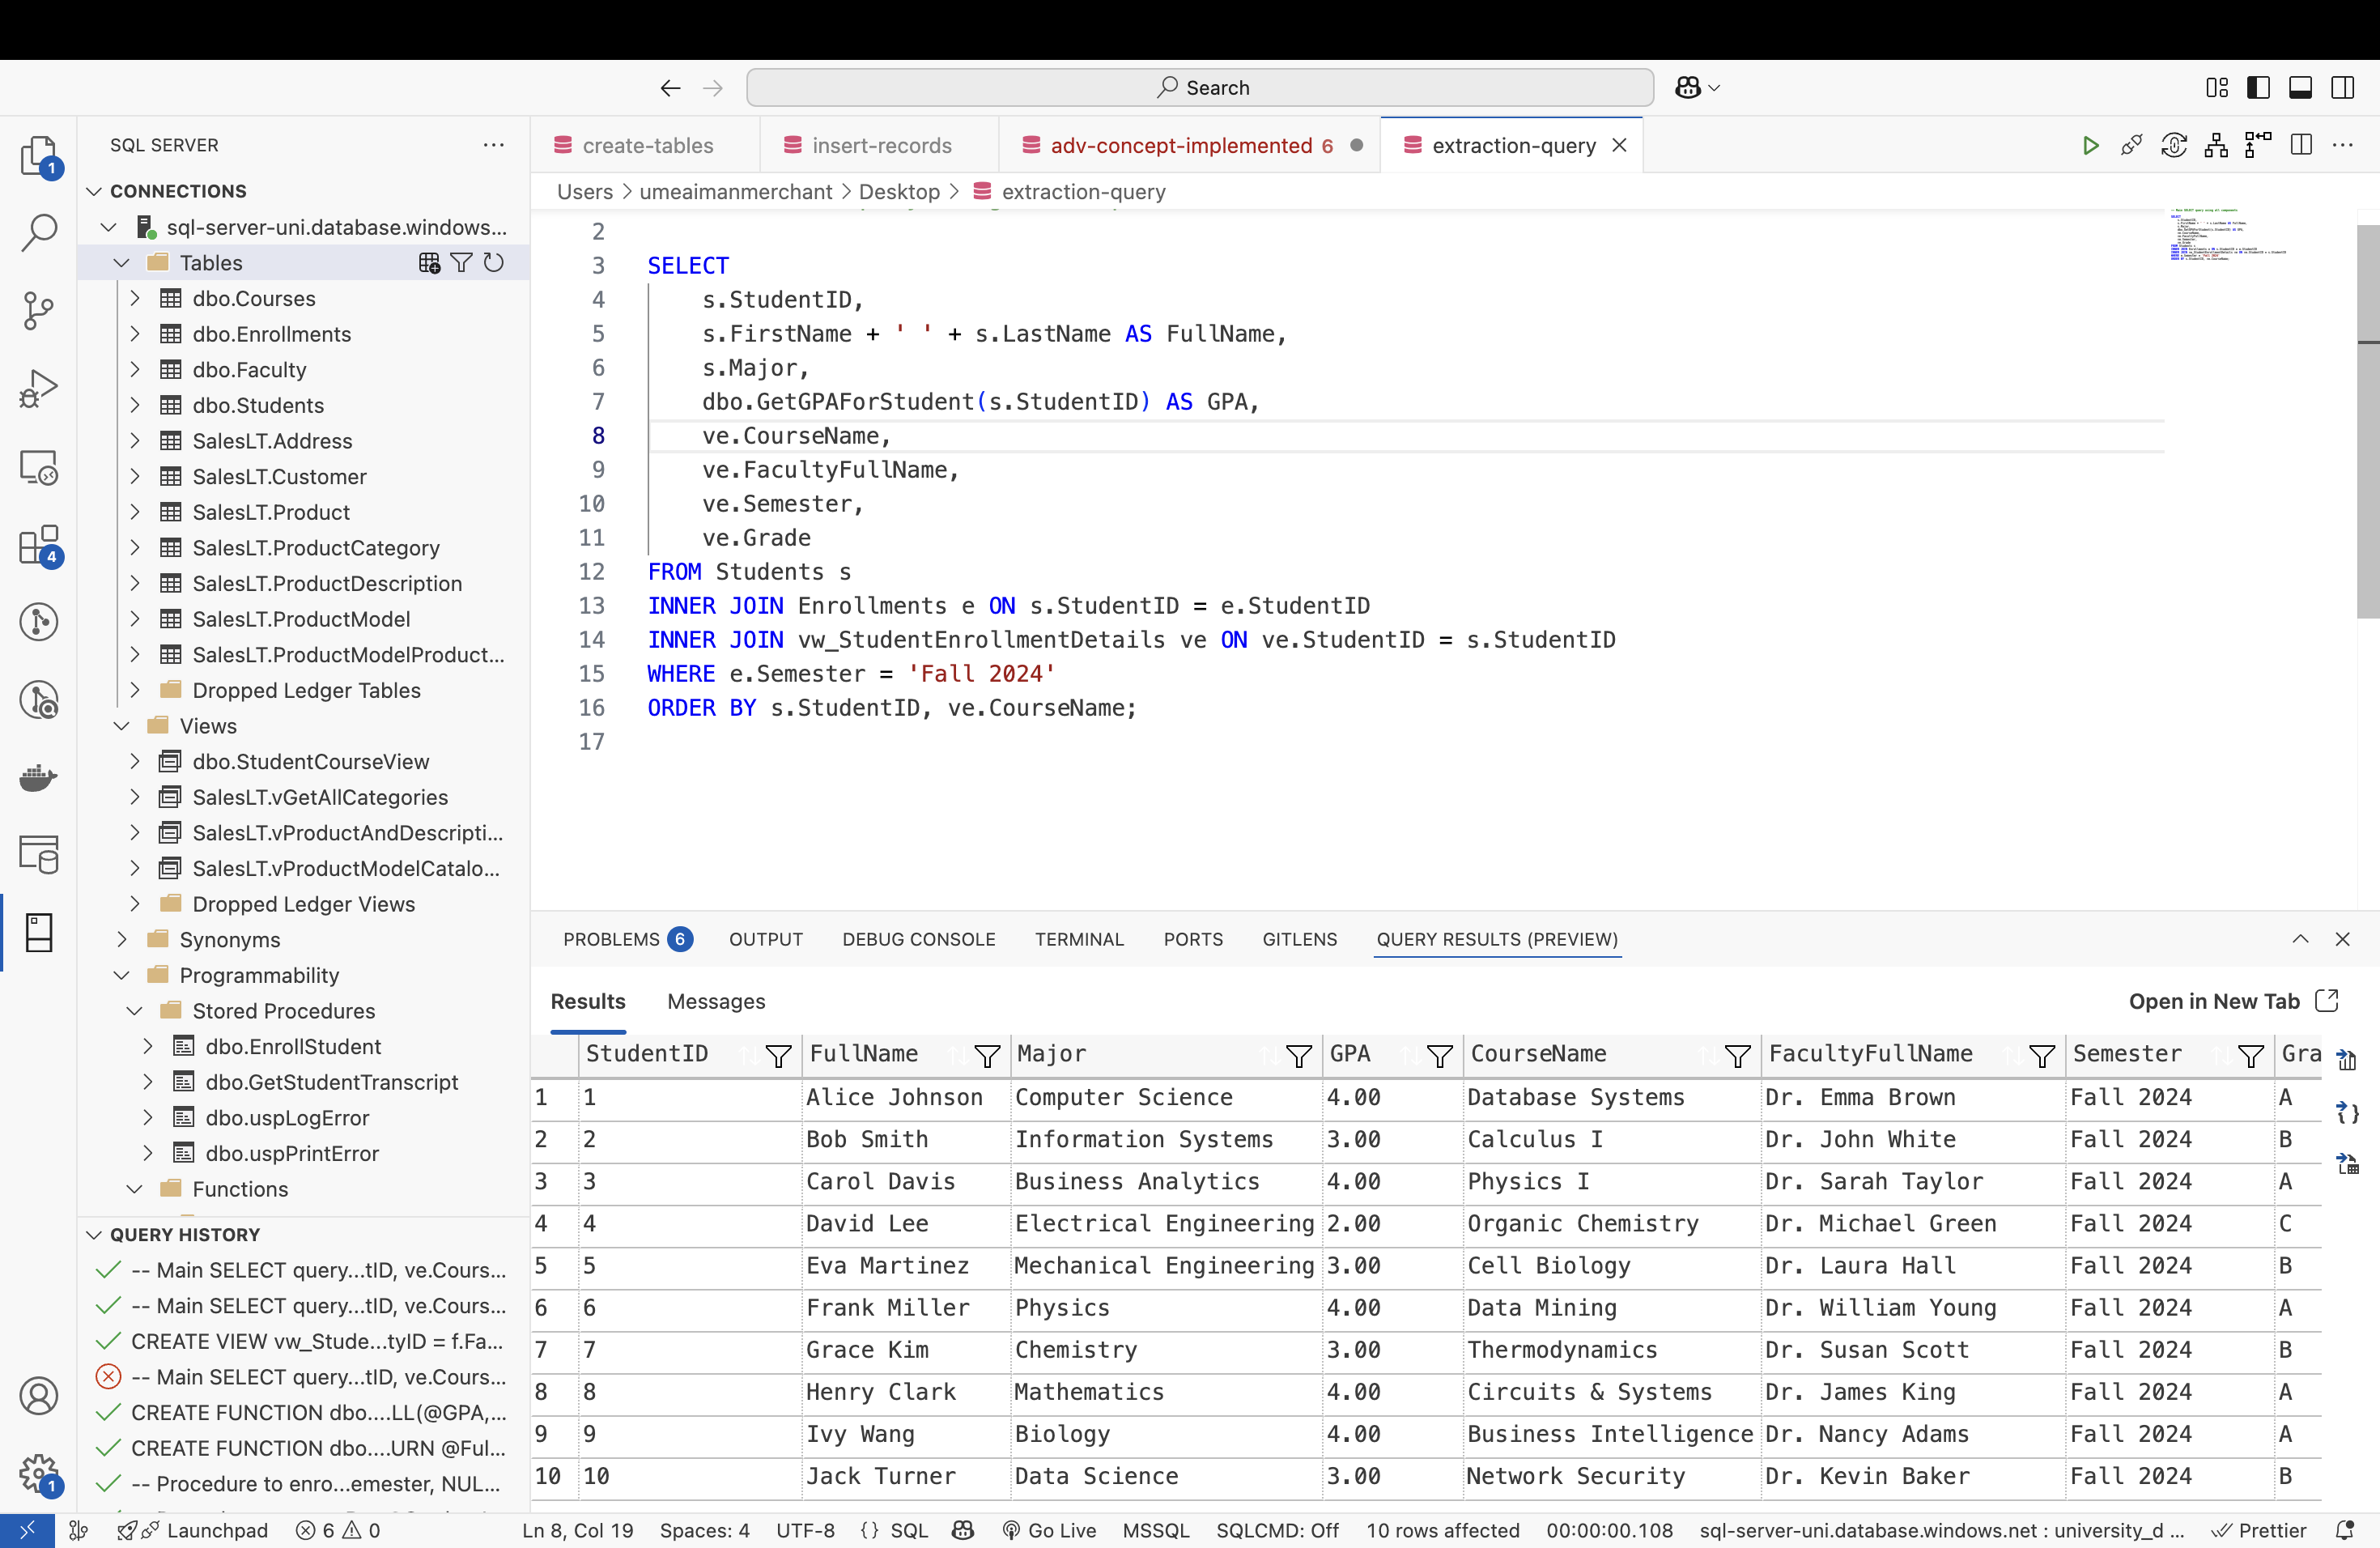 Search
SQL SERVER
CONNECTIONS
sql-server-uni.database.windows...
Tables
dbo.Courses
dbo.Enrollments
dbo.Faculty
dbo.Students
SalesLT.Address
SalesLT.Customer
SalesLT.Product
SalesLT.ProductCategory
SalesLT.ProductDescription
SalesLT.ProductModel
SalesLT.ProductModelProduct...
Dropped Ledger Tables
Views
dbo.StudentCourseView
SalesLT.vGetAllCategories
SalesLT.vProductAndDescripti...
SalesLT.vProductModelCatalo...
Dropped Ledger Views
Synonyms
Programmability
Stored Procedures
dbo.EnrollStudent
dbo.GetStudentTranscript
dbo.uspLogError
dbo.uspPrintError
Functions
QUERY HISTORY
-- Main SELECT query...tID, ve.Cours...
-- Main SELECT query...tID, ve.Cours...
CREATE VIEW vw_Stude...tyID = f.Fa...
-- Main SELECT query...tID, ve.Cours...
CREATE FUNCTION dbo....LL(@GPA,...
CREATE FUNCTION dbo....URN @Ful...
-- Procedure to enro...emester, NUL...
1
4
1
create-tables insert-records adv-concept-implemented 6 extraction-query
Users > umeaimanmerchant > Desktop > extraction-query
2
3 SELECT
4 s.StudentID,
5 s.FirstName + ' ' + s.LastName AS FullName,
6 s.Major,
7 dbo.GetGPAForStudent(s.StudentID) AS GPA,
8 ve.CourseName,
9 ve.FacultyFullName,
10 ve.Semester,
11 ve.Grade
12 FROM Students s
13 INNER JOIN Enrollments e ON s.StudentID = e.StudentID
14 INNER JOIN vw_StudentEnrollmentDetails ve ON ve.StudentID = s.StudentID
15 WHERE e.Semester = 'Fall 2024'
16 ORDER BY s.StudentID, ve.CourseName;
17
PROBLEMS 6 OUTPUT DEBUG CONSOLE TERMINAL PORTS GITLENS QUERY RESULTS (PREVIEW)
Results Messages Open in New Tab
StudentID FullName Major GPA CourseName FacultyFullName Semester Gra
1 1 Alice Johnson Computer Science 4.00 Database Systems Dr. Emma Brown Fall 2024 A
2 2 Bob Smith Information Systems 3.00 Calculus I Dr. John White Fall 2024 B
3 3 Carol Davis Business Analytics 4.00 Physics I Dr. Sarah Taylor Fall 2024 A
4 4 David Lee Electrical Engineering 2.00 Organic Chemistry Dr. Michael Green Fall 2024 C
5 5 Eva Martinez Mechanical Engineering 3.00 Cell Biology Dr. Laura Hall Fall 2024 B
6 6 Frank Miller Physics 4.00 Data Mining Dr. William Young Fall 2024 A
7 7 Grace Kim Chemistry 3.00 Thermodynamics Dr. Susan Scott Fall 2024 B
8 8 Henry Clark Mathematics 4.00 Circuits & Systems Dr. James King Fall 2024 A
9 9 Ivy Wang Biology 4.00 Business Intelligence Dr. Nancy Adams Fall 2024 A
10 10 Jack Turner Data Science 3.00 Network Security Dr. Kevin Baker Fall 2024 B
Launchpad 6 0 Ln 8, Col 19 Spaces: 4 UTF-8 {} SQL Go Live MSSQL SQLCMD: Off 10 rows affected 00:00:00.108 sql-server-uni.database.windows.net : university_d ... Prettier